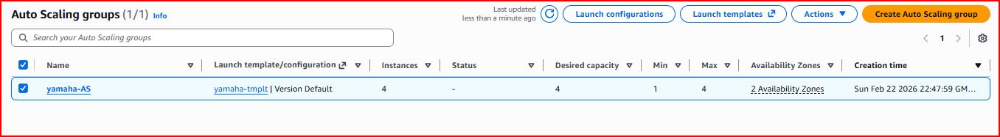 Auto Scaling groups (1/1) Info
Last updated
less than a minute ago
Launch configurations
Launch templates
Actions
Create Auto Scaling group
Search your Auto Scaling groups
1
Name Launch template/configuration Instances Status Desired capacity Min Max Availability Zones Creation time
yamaha-AS yamaha-tmplt | Version Default 4 - 4 1 4 2 Availability Zones Sun Feb 22 2026 22:47:59 GM...